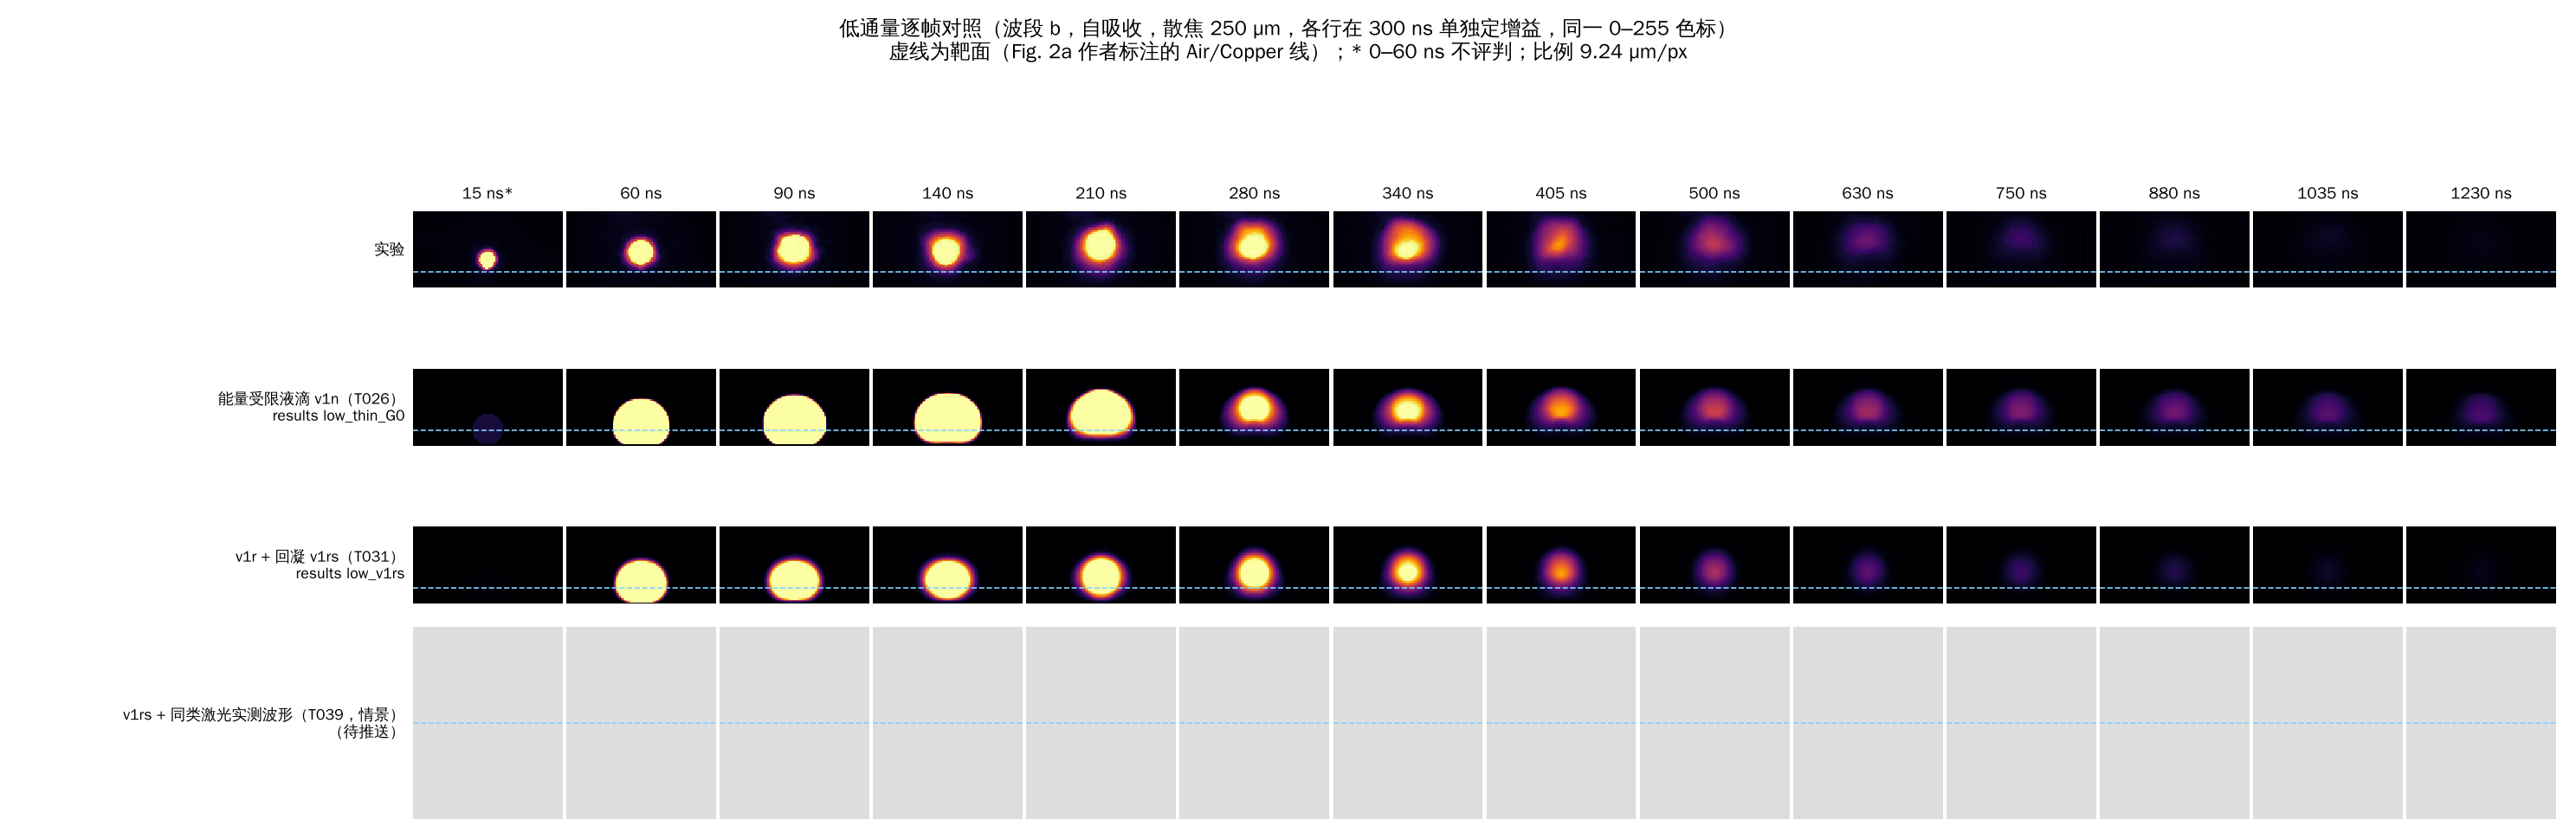 低通量逐帧对照（波段 b，自吸收，散焦 250 µm，各行在 300 ns 单独定增益，同一 0–255 色标）
虚线为靶面（Fig. 2a 作者标注的 Air/Copper 线）；* 0–60 ns 不评判；比例 9.24 µm/px
15 ns* 60 ns 90 ns 140 ns 210 ns 280 ns 340 ns 405 ns 500 ns 630 ns 750 ns 880 ns 1035 ns 1230 ns
实验
能量受限液滴 v1n（T026）
results low_thin_G0
v1r + 回凝 v1rs（T031）
results low_v1rs
v1rs + 同类激光实测波形（T039，情景）
（待推送）